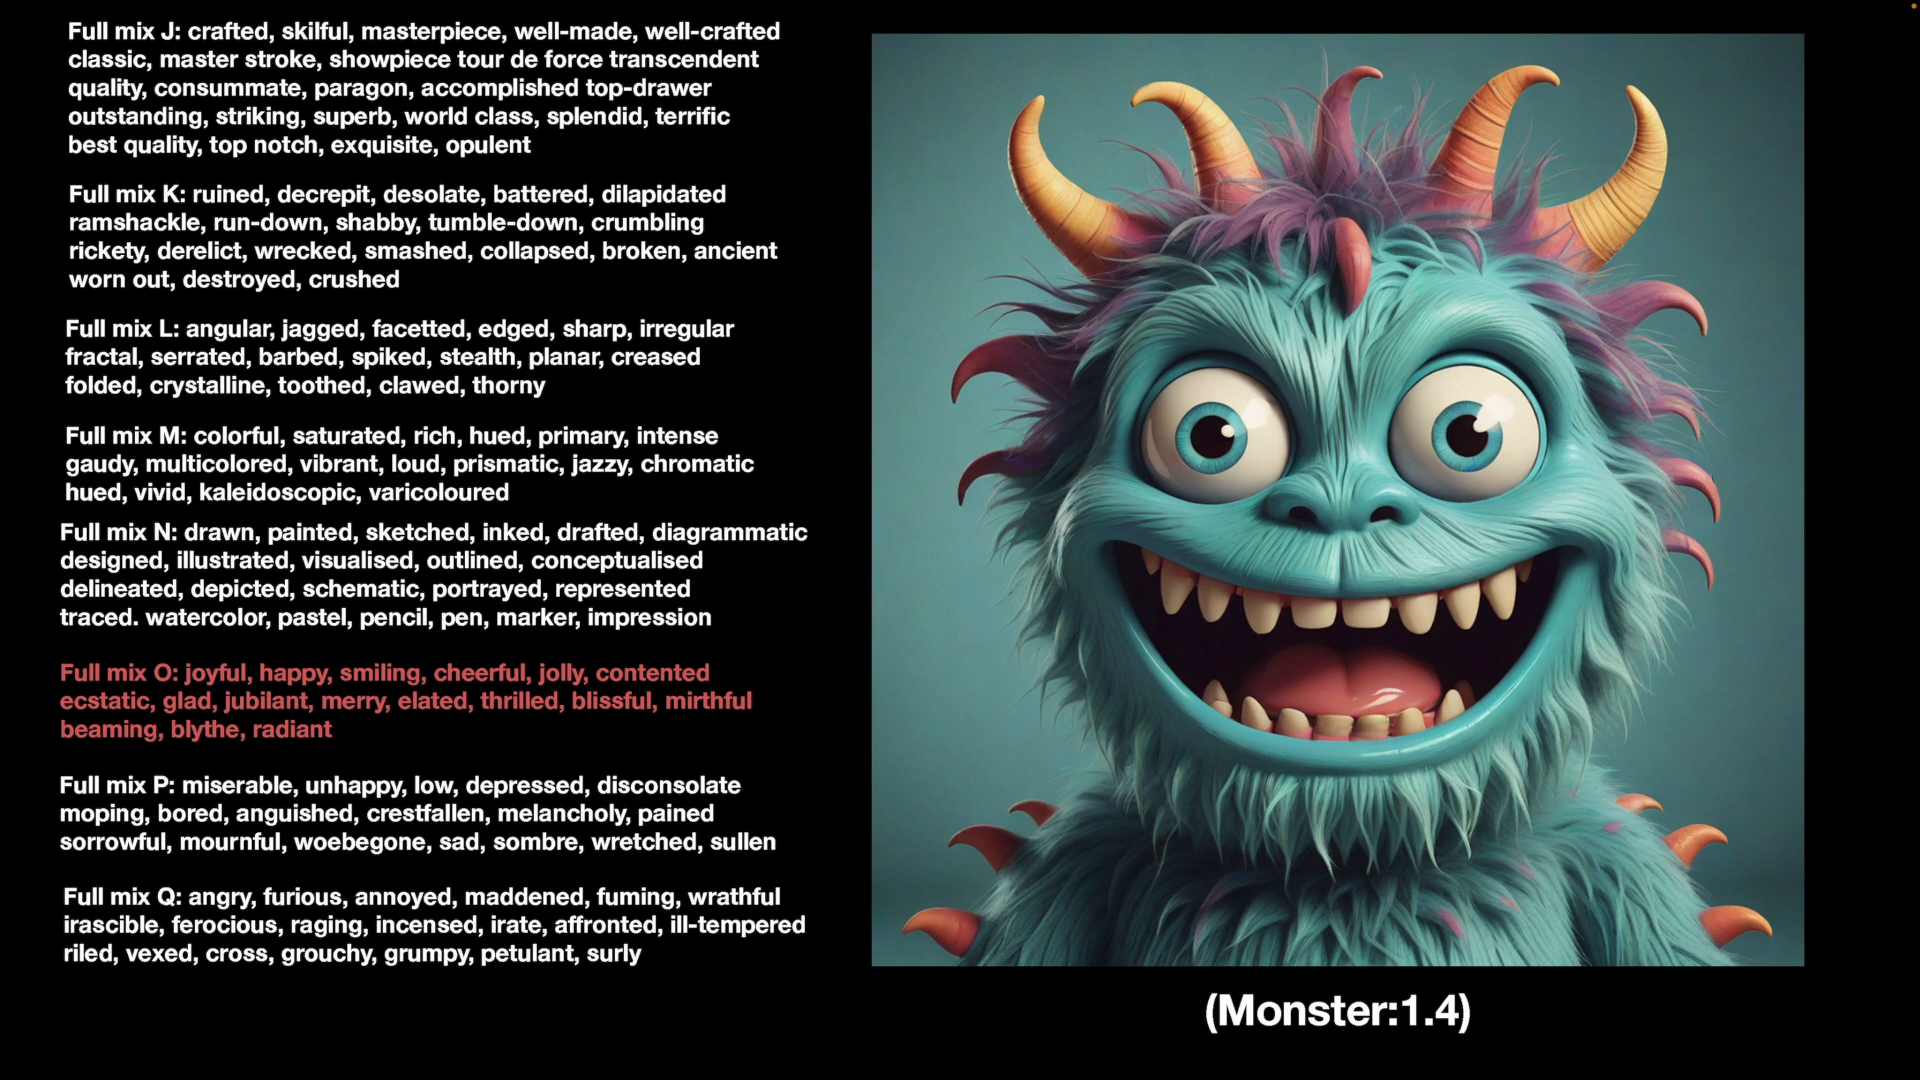 Full mix J: crafted, skilful, masterpiece, well-made, well-crafted
classic, master stroke, showpiece tour de force transcendent
quality, consummate, paragon, accomplished top-drawer
outstanding, striking, superb, world class, splendid, terrific
best quality, top notch, exquisite, opulent
Full mix K: ruined, decrepit, desolate, battered, dilapidated
ramshackle, run-down, shabby, tumble-down, crumbling
rickety, derelict, wrecked, smashed, collapsed, broken, ancient
worn out, destroyed, crushed
Full mix L: angular, jagged, facetted, edged, sharp, irregular
fractal, serrated, barbed, spiked, stealth, planar, creased
folded, crystalline, toothed, clawed, thorny
Full mix M: colorful, saturated, rich, hued, primary, intense
gaudy, multicolored, vibrant, loud, prismatic, jazzy, chromatic
hued, vivid, kaleidoscopic, varicoloured
Full mix N: drawn, painted, sketched, inked, drafted, diagrammatic
designed, illustrated, visualised, outlined, conceptualised
delineated, depicted, schematic, portrayed, represented
traced. watercolor, pastel, pencil, pen, marker, impression
Full mix O: joyful, happy, smiling, cheerful, jolly, contented
ecstatic, glad, jubilant, merry, elated, thrilled, blissful, mirthful
beaming, blythe, radiant
Full mix P: miserable, unhappy, low, depressed, disconsolate
moping, bored, anguished, crestfallen, melancholy, pained
sorrowful, mournful, woebegone, sad, sombre, wretched, sullen
Full mix Q: angry, furious, annoyed, maddened, fuming, wrathful
irascible, ferocious, raging, incensed, irate, affronted, ill-tempered
riled, vexed, cross, grouchy, grumpy, petulant, surly
(Monster:1.4)